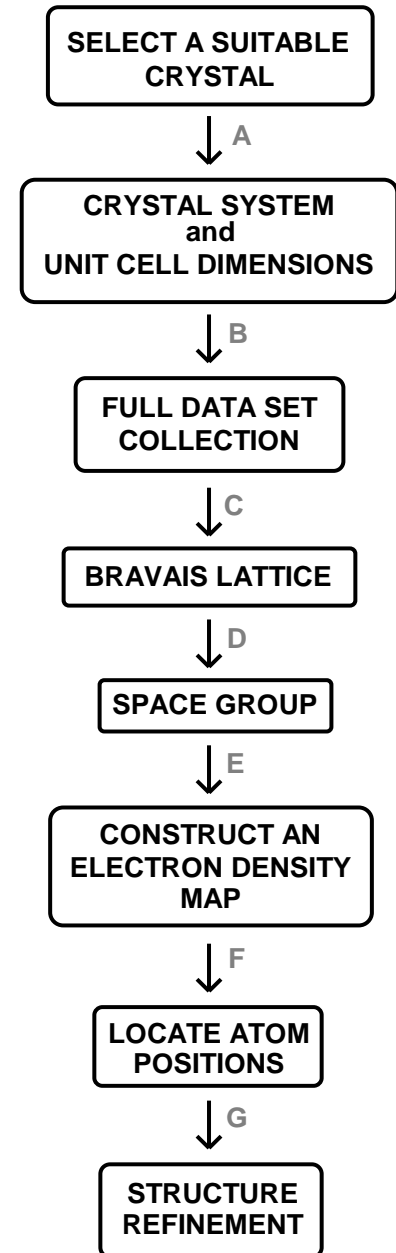 SELECT A SUITABLE
CRYSTAL
A
CRYSTAL SYSTEM
and
UNIT CELL DIMENSIONS
B
FULL DATA SET
COLLECTION
C
BRAVAIS LATTICE
D
SPACE GROUP
E
CONSTRUCT AN
ELECTRON DENSITY
MAP
F
LOCATE ATOM
POSITIONS
G
STRUCTURE
REFINEMENT